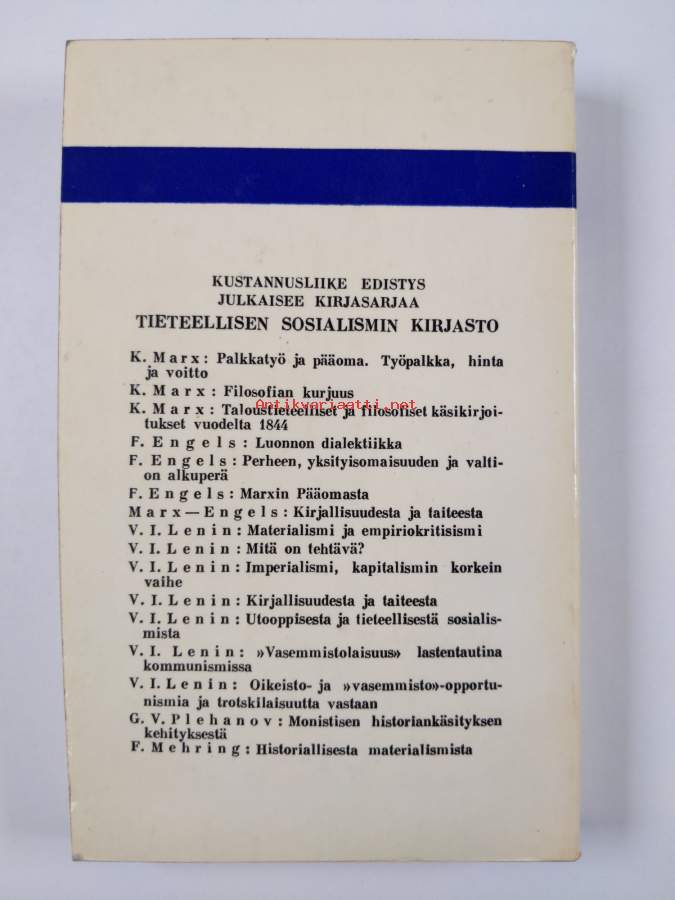 KUSTANNUSLIIKE EDISTYS
JULKAISEE KIRJASARJAA
TIETEELLISEN SOSIALISMIN KIRJASTO
K. Marx: Palkkatyö ja pääoma. Työpalkka, hinta
ja voitto
K. Marx: Filosofian kurjuus
Antikvariaatti.net
K. Marx: Taloustieteelliset ja filosofiset käsikirjoi-
tukset vuodelta 1844
F. Engels: Luonnon dialektiikka
F. Engels: Perheen, yksityisomaisuuden ja valti-
on alkuperä
F. Engels: Marxin Pääomasta
Marx—Engels: Kirjallisuudesta ja taiteesta
V. I. Lenin: Materialismi ja empiriokritisismi
V. I. Lenin: Mitä on tehtävä?
V. I. Lenin: Imperialismi, kapitalismin korkein
vaihe
V. I. Lenin: Kirjallisuudesta ja taiteesta
V. I. Lenin: Utooppisesta ja tieteellisestä sosialis-
mista
V. I. Lenin: »Vasemmistolaisuus» lastentautina
kommunismissa
V. I. Lenin: Oikeisto- ja »vasemmisto»-opportu-
nismia ja trotskilaisuutta vastaan
G. V. Plehanov: Monistisen historiankäsityksen
kehityksestä
F. Mehring: Historiallisesta materialismista